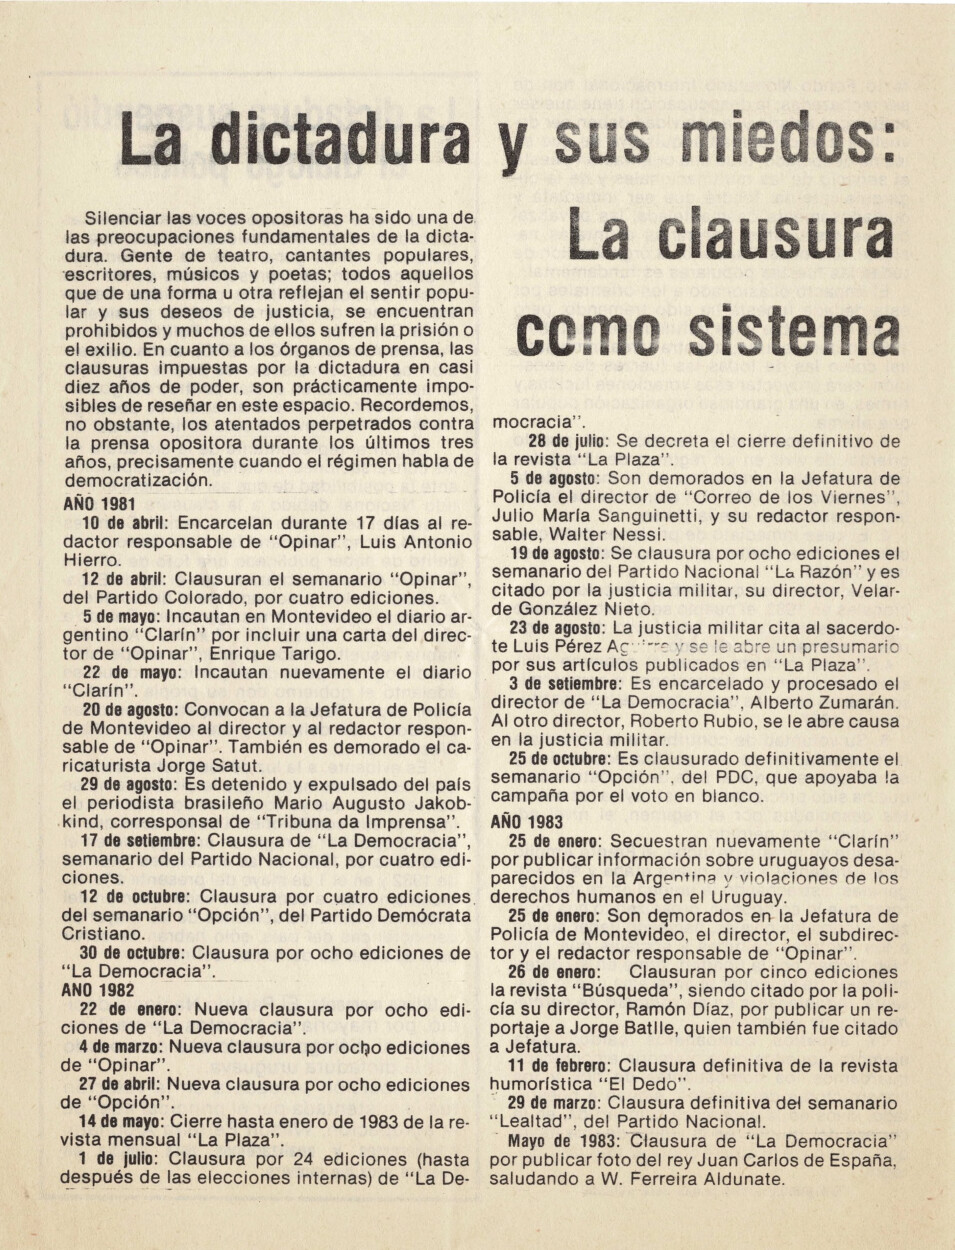 La dictadura y sus miedos:
La clausura
como sistema
Silenciar las voces opositoras ha sido una de
las preocupaciones fundamentales de la dicta-
dura. Gente de teatro, cantantes populares,
escritores, músicos y poetas; todos aquellos
que de una forma u otra reflejan el sentir popu-
lar y sus deseos de justicia, se encuentran
prohibidos y muchos de ellos sufren la prisión o
el exilio. En cuanto a los órganos de prensa, las
clausuras impuestas por la dictadura en casi
diez años de poder, son prácticamente impo-
sibles de reseñar en este espacio. Recordemos,
no obstante, los atentados perpetrados contra
la prensa opositora durante los últimos tres
años, precisamente cuando el régimen habla de
democratización.
AÑO 1981
10 de abril: Encarcelan durante 17 días al re-
dactor responsable de “Opinar”, Luis Antonio
Hierro.
12 de abril: Clausuran el semanario “Opinar”,
del Partido Colorado, por cuatro ediciones.
5 de mayo: Incautan en Montevideo el diario ar-
gentino “Clarín” por incluir una carta del direc-
tor de “Opinar”, Enrique Tarigo.
22 de mayo: Incautan nuevamente el diario
“Clarín”.
20 de agosto: Convocan a la Jefatura de Policía
de Montevideo al director y al redactor respon-
sable de “Opinar”. También es demorado el ca-
ricaturista Jorge Satut.
29 de agosto: Es detenido y expulsado del país
el periodista brasileño Mario Augusto Jakob-
kind, corresponsal de “Tribuna da Imprensa”.
17 de setiembre: Clausura de “La Democracia”,
semanario del Partido Nacional, por cuatro edi-
ciones.
12 de octubre: Clausura por cuatro ediciones
del semanario “Opción”, del Partido Demócrata
Cristiano.
30 de octubre: Clausura por ocho ediciones de
“La Democracia”.
ANO 1982
22 de enero: Nueva clausura por ocho edi-
ciones de “La Democracia”.
4 de marzo: Nueva clausura por ocho ediciones
de “Opinar”.
27 de abril: Nueva clausura por ocho ediciones
de “Opción”.
14 de mayo: Cierre hasta enero de 1983 de la re-
vista mensual “La Plaza”.
1 de julio: Clausura por 24 ediciones (hasta
después de las elecciones internas) de “La De-
mocracia”.
28 de julio: Se decreta el cierre definitivo de
la revista “La Plaza”.
5 de agosto: Son demorados en la Jefatura de
Policía el director de “Correo de los Viernes”,
Julio María Sanguinetti, y su redactor respon-
sable, Walter Nessi.
19 de agosto: Se clausura por ocho ediciones el
semanario del Partido Nacional “La Razón” y es
citado por la justicia militar, su director, Velar-
de González Nieto.
23 de agosto: La justicia militar cita al sacerdo-
te Luis Pérez y se le abre un presumario
por sus artículos publicados en “La Plaza”.
3 de setiembre: Es encarcelado y procesado el
director de “La Democracia”, Alberto Zumarán.
Al otro director, Roberto Rubio, se le abre causa
en la justicia militar.
25 de octubre: Es clausurado definitivamente el
semanario “Opción”, del PDC, que apoyaba la
campaña por el voto en blanco.
AÑO 1983
25 de enero: Secuestran nuevamente “Clarín”
por publicar información sobre uruguayos desa-
parecidos en la Argentina y violaciones de los
derechos humanos en el Uruguay.
25 de enero: Son demorados en la Jefatura de
Policía de Montevideo, el director, el subdirec-
tor y el redactor responsable de “Opinar”.
26 de enero: Clausuran por cinco ediciones
la revista “Búsqueda”, siendo citado por la poli-
cía su director, Ramón Díaz, por publicar un re-
portaje a Jorge Batlle, quien también fue citado
a Jefatura.
11 de febrero: Clausura definitiva de la revista
humorística “El Dedo”.
29 de marzo: Clausura definitiva del semanario
“Lealtad”, del Partido Nacional.
Mayo de 1983: Clausura de “La Democracia”
por publicar foto del rey Juan Carlos de España,
saludando a W. Ferreira Aldunate.